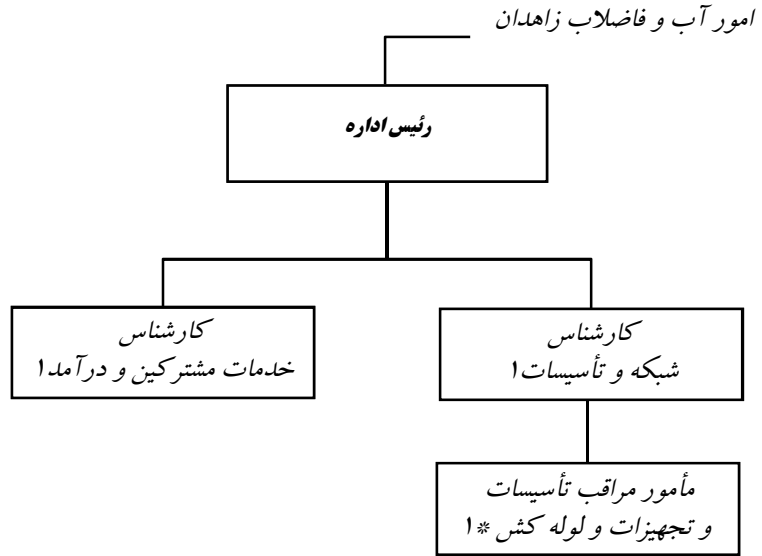 امور آب و فاضلاب زاهدان
رئیس اداره
کارشناس
شبکه و تأسیسات۱
کارشناس
خدمات مشترکین و درآمد۱
مأمور مراقب تأسیسات
و تجهیزات و لوله کش *۱